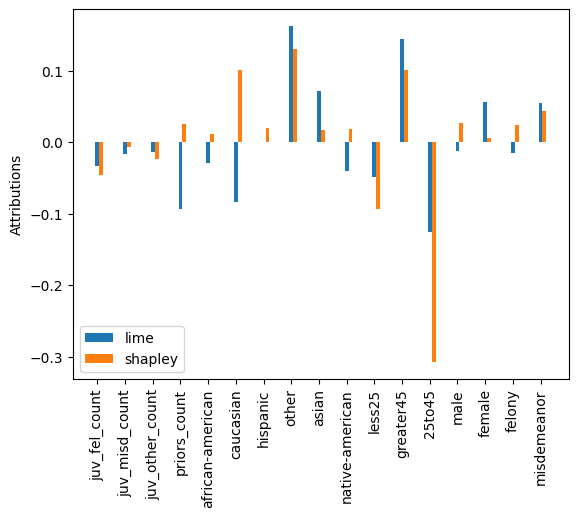 Attributions
0.1
0.0
−0.1
−0.2
−0.3
lime
shapley
juv_fel_count
juv_misd_count
juv_other_count
priors_count
african-american
caucasian
hispanic
other
asian
native-american
less25
greater45
25to45
male
female
felony
misdemeanor